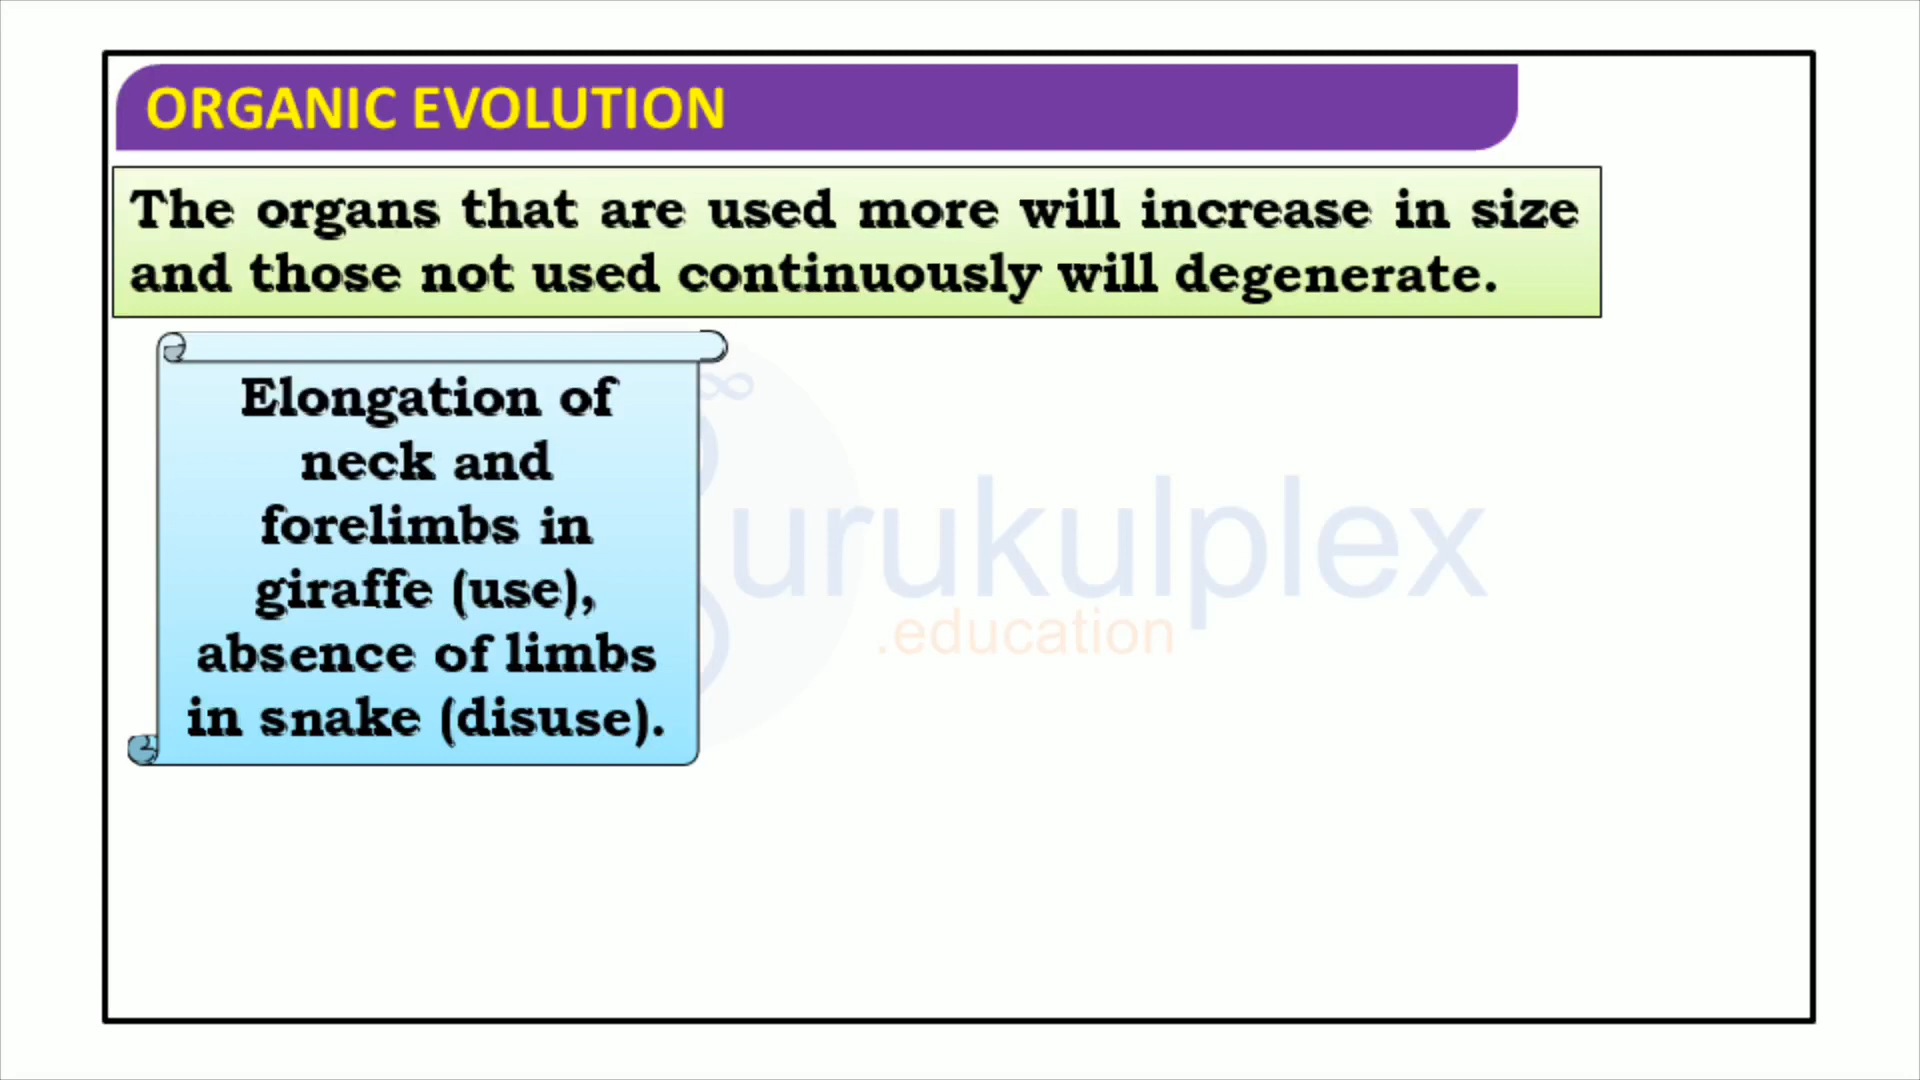 ORGANIC EVOLUTION
The organs that are used more will increase in size
and those not used continuously will degenerate.
Elongation of
neck and
forelimbs in
giraffe (use),
absence of limbs
in snake (disuse).
urukulplex
.education